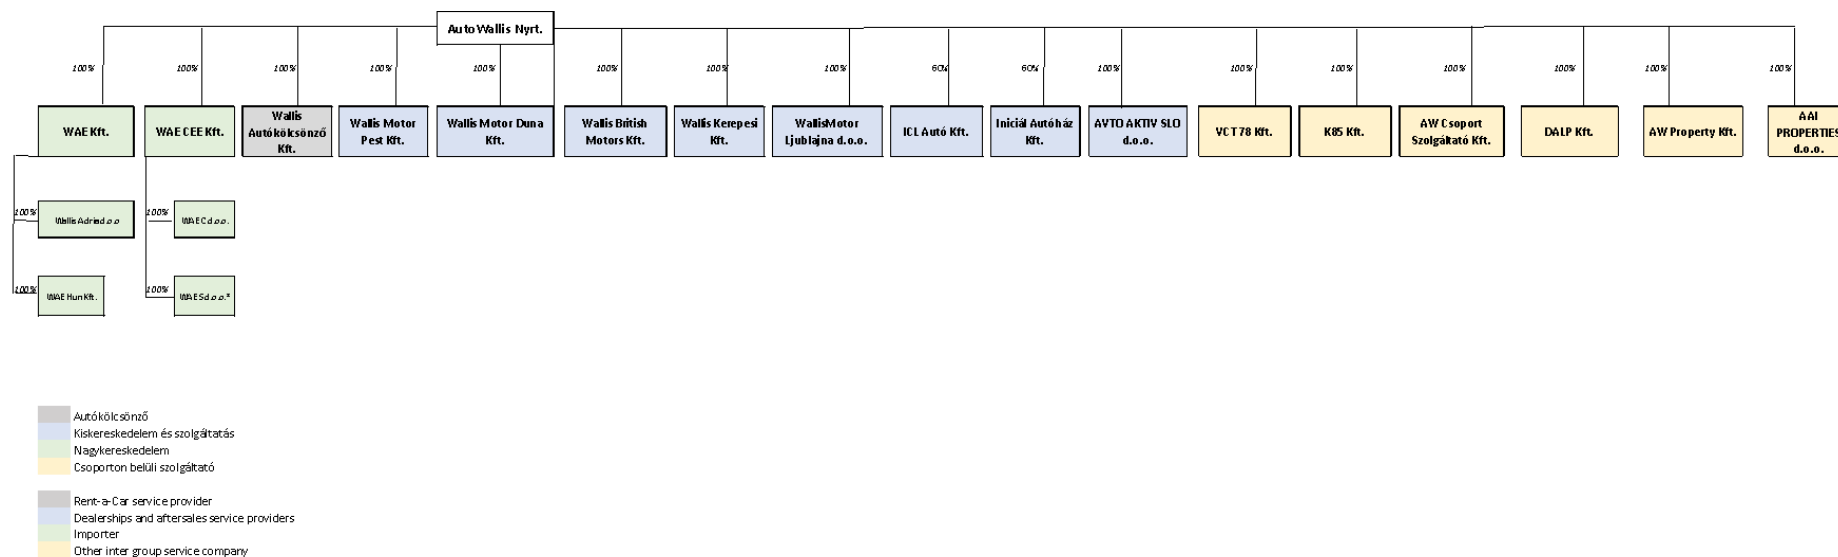 AutoWallis Nyrt.
100% 100% 100% 100% 100% 100% 100% 100% 60% 60% 100% 100% 100% 100% 100% 100% 100%
WAE Kft.
WAE CEE Kft.
Wallis
Autókölcsönző
Kft.
Wallis Motor
Pest Kft.
Wallis Motor Duna
Kft.
Wallis British
Motors Kft.
Wallis Kerepesi
Kft.
WallisMotor
Ljublajna d.o.o.
ICL Autó Kft.
Iniciál Autóház
Kft.
AVTO AKTIV SLO
d.o.o.
VCT 78 Kft.
K85 Kft.
AW Csoport
Szolgáltató Kft.
DALP Kft.
AW Property Kft.
AAI
PROPERTIES
d.o.o.
100%
Wallis Adria d.o.o
100%
WAE C d.o.o.
100%
WAE Hun Kft.
100%
WAE S d.o.o.*
Autókölcsönző
Kiskereskedelem és szolgáltatás
Nagykereskedelem
Csoporton belüli szolgáltató
Rent-a-Car service provider
Dealerships and aftersales service providers
Importer
Other inter group service company